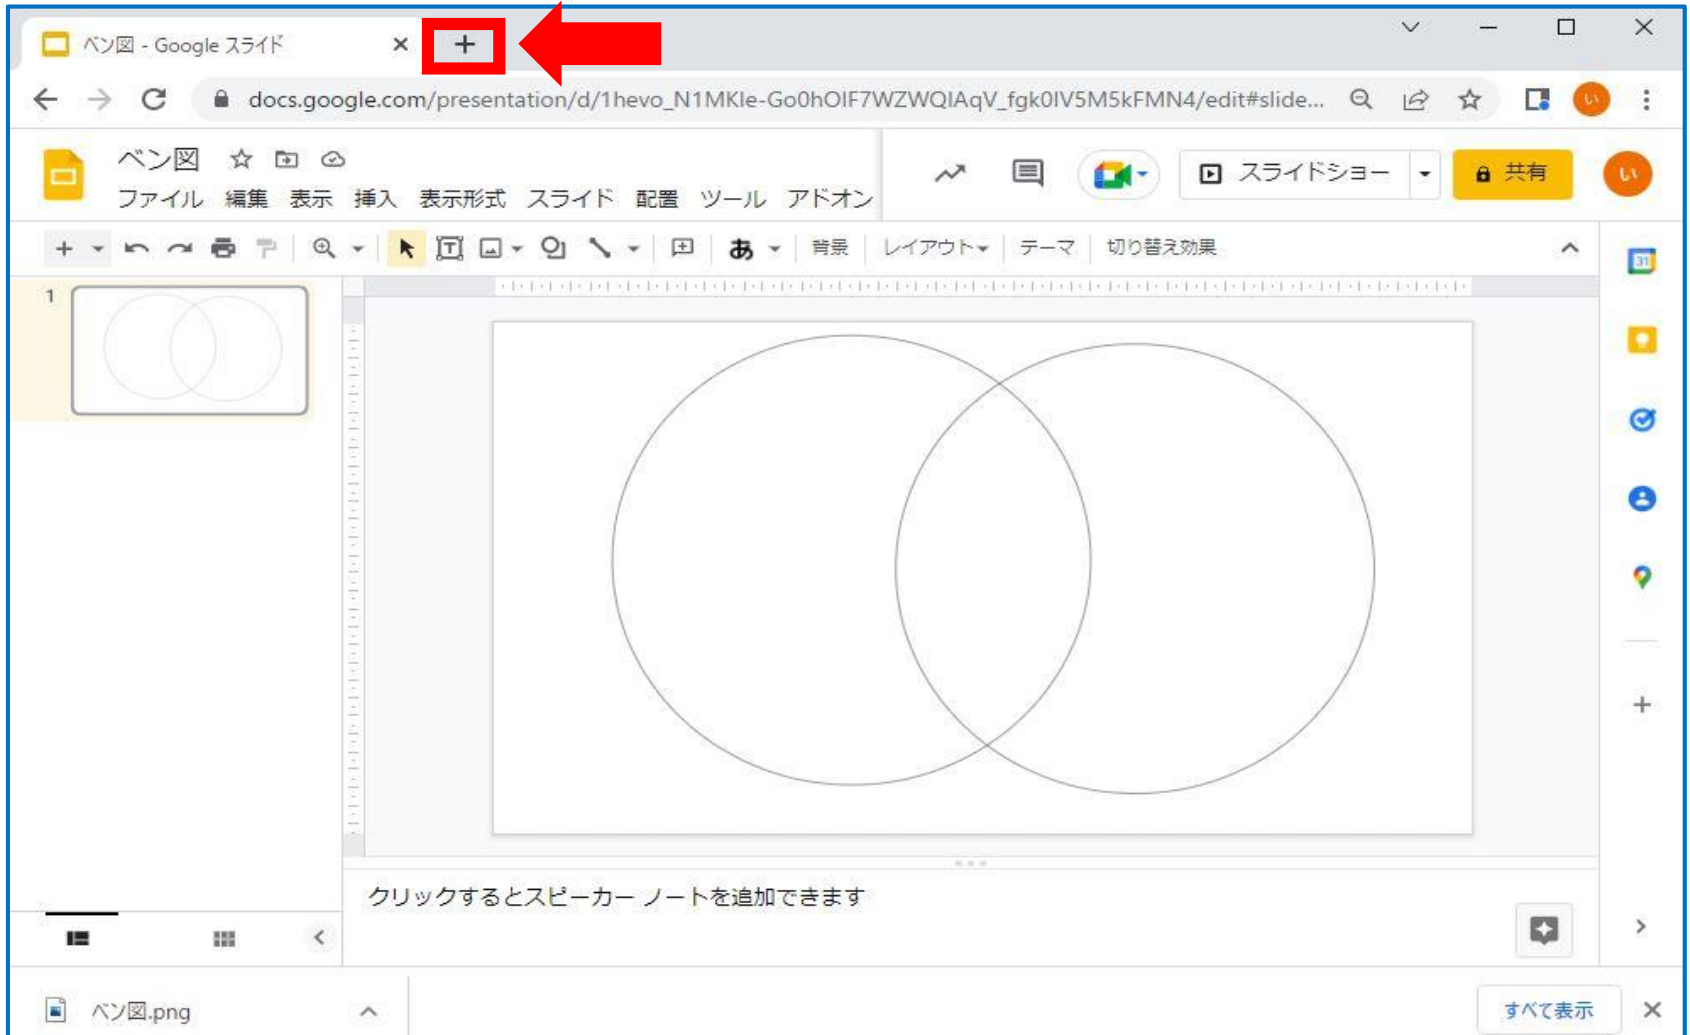 ベン図 - Google スライド
docs.google.com/presentation/d/1hevo_N1MKIe-Go0hOIF7WZWQIAqV_fgk0IV5M5kFMN4/edit#slide...
い
ベン図
スライドショー
共有
い
ファイル 編集 表示 挿入 表示形式 スライド 配置 ツール アドオン
あ 背景 レイアウト テーマ 切り替え効果
31
1
クリックするとスピーカー ノートを追加できます
ベン図.png
すべて表示